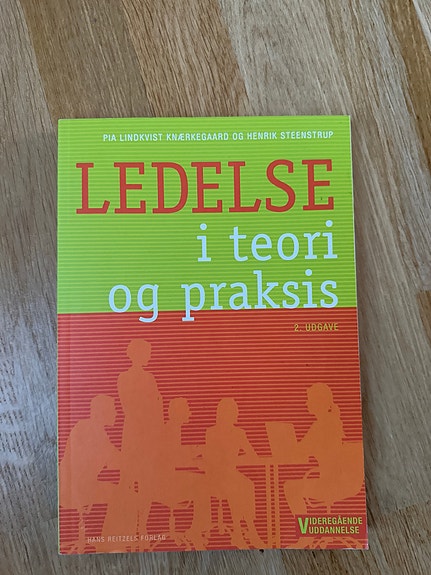 PIA LINDKVIST KNÆRKEGAARD OG HENRIK STEENSTRUP
LEDELSE
i teori
og praksis
2. UDGAVE
HANS REITZELS FORLAG
VIDEREGÅENDE
UDDANNELSE